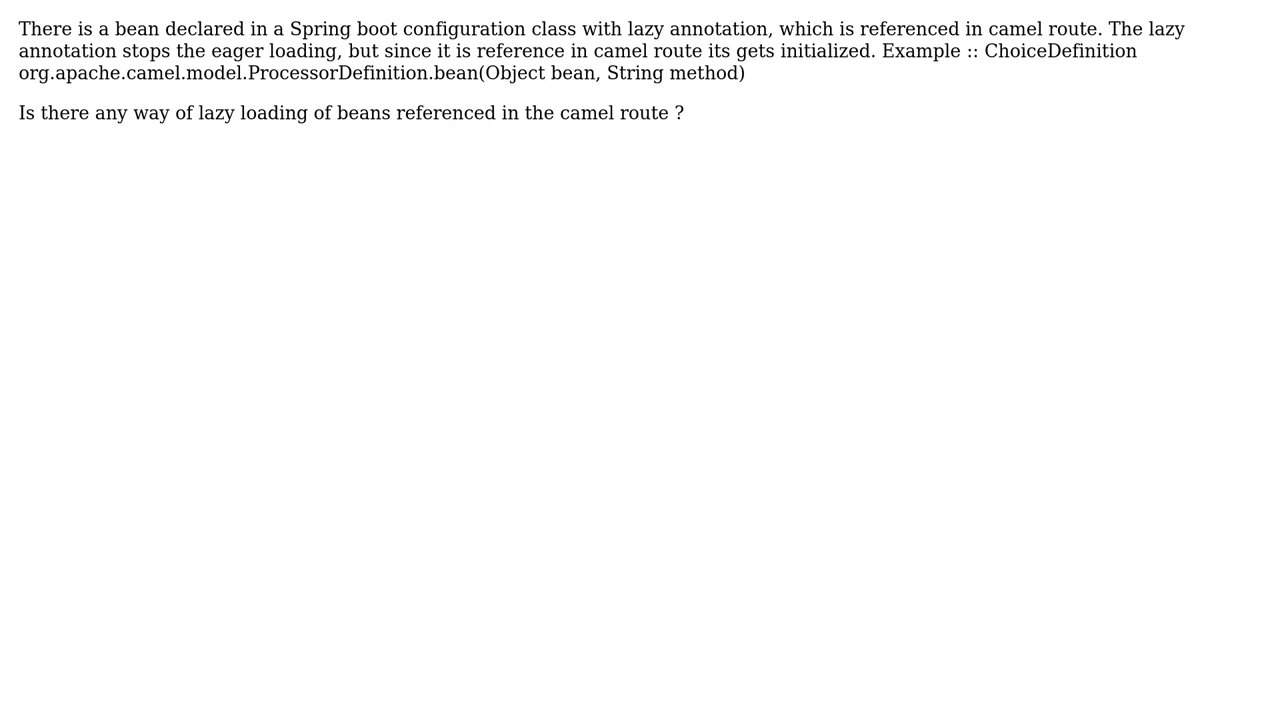 There is a bean declared in a Spring boot configuration class with lazy annotation, which is referenced in camel route. The lazy
annotation stops the eager loading, but since it is reference in camel route its gets initialized. Example :: ChoiceDefinition
org.apache.camel.model.ProcessorDefinition.bean(Object bean, String method)
Is there any way of lazy loading of beans referenced in the camel route ?